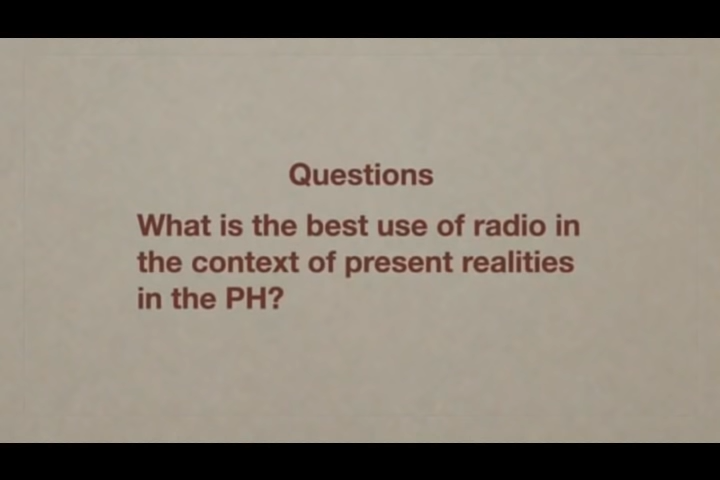 Questions
What is the best use of radio in
the context of present realities
in the PH?